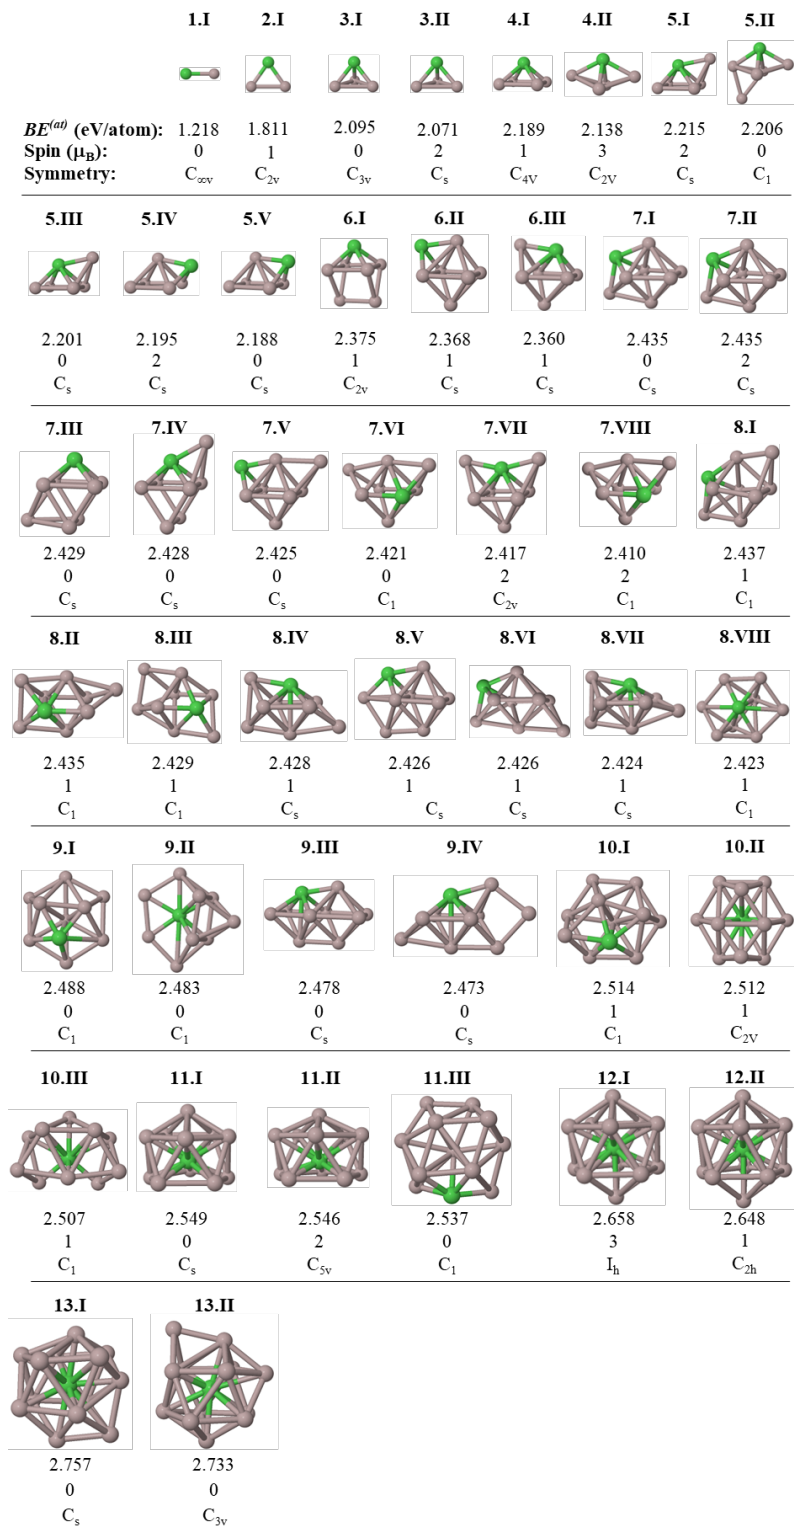 1.I 2.I 3.I 3.II 4.I 4.II 5.I 5.II
BE(at) (eV/atom): 1.218 1.811 2.095 2.071 2.189 2.138 2.215 2.206
Spin (μB): 0 1 0 2 1 3 2 0
Symmetry: C∞v C2v C3v Cs C4V C2V Cs C1
5.III 5.IV 5.V 6.I 6.II 6.III 7.I 7.II
2.201 2.195 2.188 2.375 2.368 2.360 2.435 2.435
0 2 0 1 1 1 0 2
Cs Cs Cs C2v Cs Cs Cs Cs
7.III 7.IV 7.V 7.VI 7.VII 7.VIII 8.I
2.429 2.428 2.425 2.421 2.417 2.410 2.437
0 0 0 0 2 2 1
Cs Cs Cs C1 C2v C1 C1
8.II 8.III 8.IV 8.V 8.VI 8.VII 8.VIII
2.435 2.429 2.428 2.426 2.426 2.424 2.423
1 1 1 1 1 1 1
C1 C1 Cs Cs Cs Cs C1
9.I 9.II 9.III 9.IV 10.I 10.II
2.488 2.483 2.478 2.473 2.514 2.512
0 0 0 0 1 1
C1 C1 Cs Cs C1 C2V
10.III 11.I 11.II 11.III 12.I 12.II
2.507 2.549 2.546 2.537 2.658 2.648
1 0 2 0 3 1
C1 Cs C5v C1 Ih C2h
13.I 13.II
2.757 2.733
0 0
Cs C3v